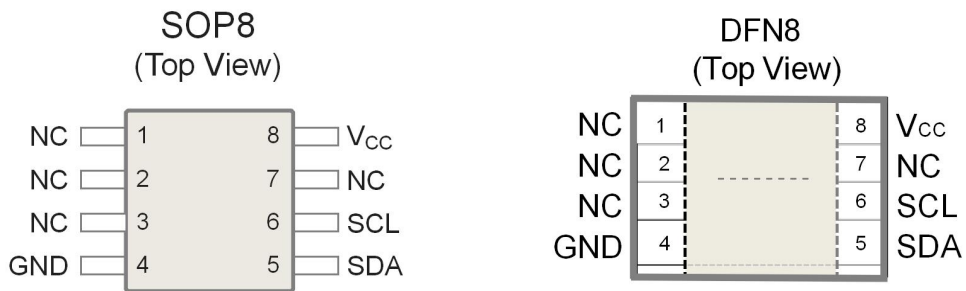 SOP8
(Top View)
NC 1 8 VCC
NC 2 7 NC
NC 3 6 SCL
GND 4 5 SDA
DFN8
(Top View)
NC 1 8 VCC
NC 2 7 NC
NC 3 6 SCL
GND 4 5 SDA